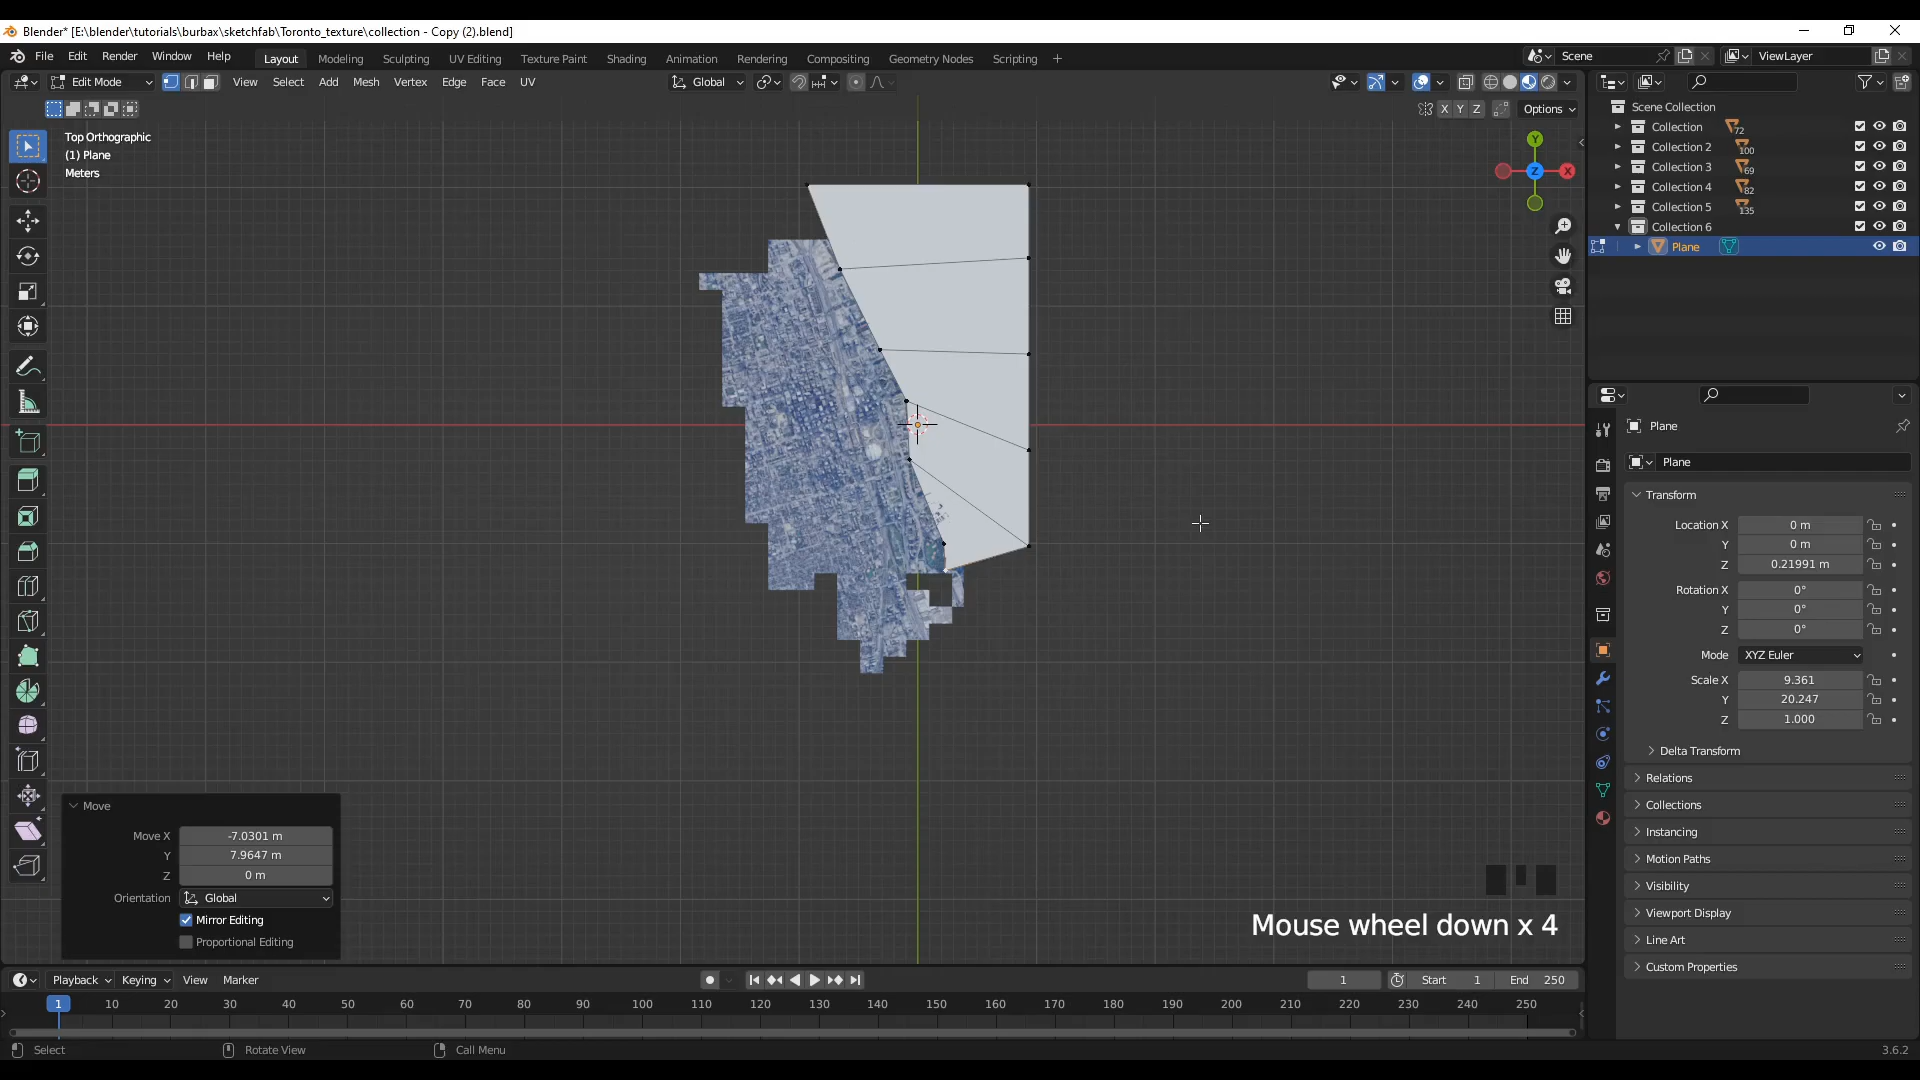 Blender* [E:\blender\tutorials\burbax\sketchfab\Toronto_texture\collection - Copy (2).blend]
File Edit Render Window Help Layout Modeling Sculpting UV Editing Texture Paint Shading Animation Rendering Compositing Geometry Nodes Scripting + Scene ViewLayer
Edit Mode View Select Add Mesh Vertex Edge Face UV Global
X Y Z Options
Top Orthographic
(1) Plane
Meters
Y
X
Z
Scene Collection
Collection 72
Collection 2 100
Collection 3 69
Collection 4 82
Collection 5 135
Collection 6
Plane
Plane
Plane
Transform
Location X 0 m
Y 0 m
Z 0.21991 m
Rotation X 0°
Y 0°
Z 0°
Mode XYZ Euler
Scale X 9.361
Y 20.247
Z 1.000
Delta Transform
Relations
Collections
Instancing
Motion Paths
Visibility
Viewport Display
Line Art
Custom Properties
Move
Move X -7.0301 m
Y 7.9647 m
Z 0 m
Orientation Global
Mirror Editing
Proportional Editing
Mouse wheel down x 4
Playback Keying View Marker 1 Start 1 End 250
1 10 20 30 40 50 60 70 80 90 100 110 120 130 140 150 160 170 180 190 200 210 220 230 240 250
Select Rotate View Call Menu 3.6.2